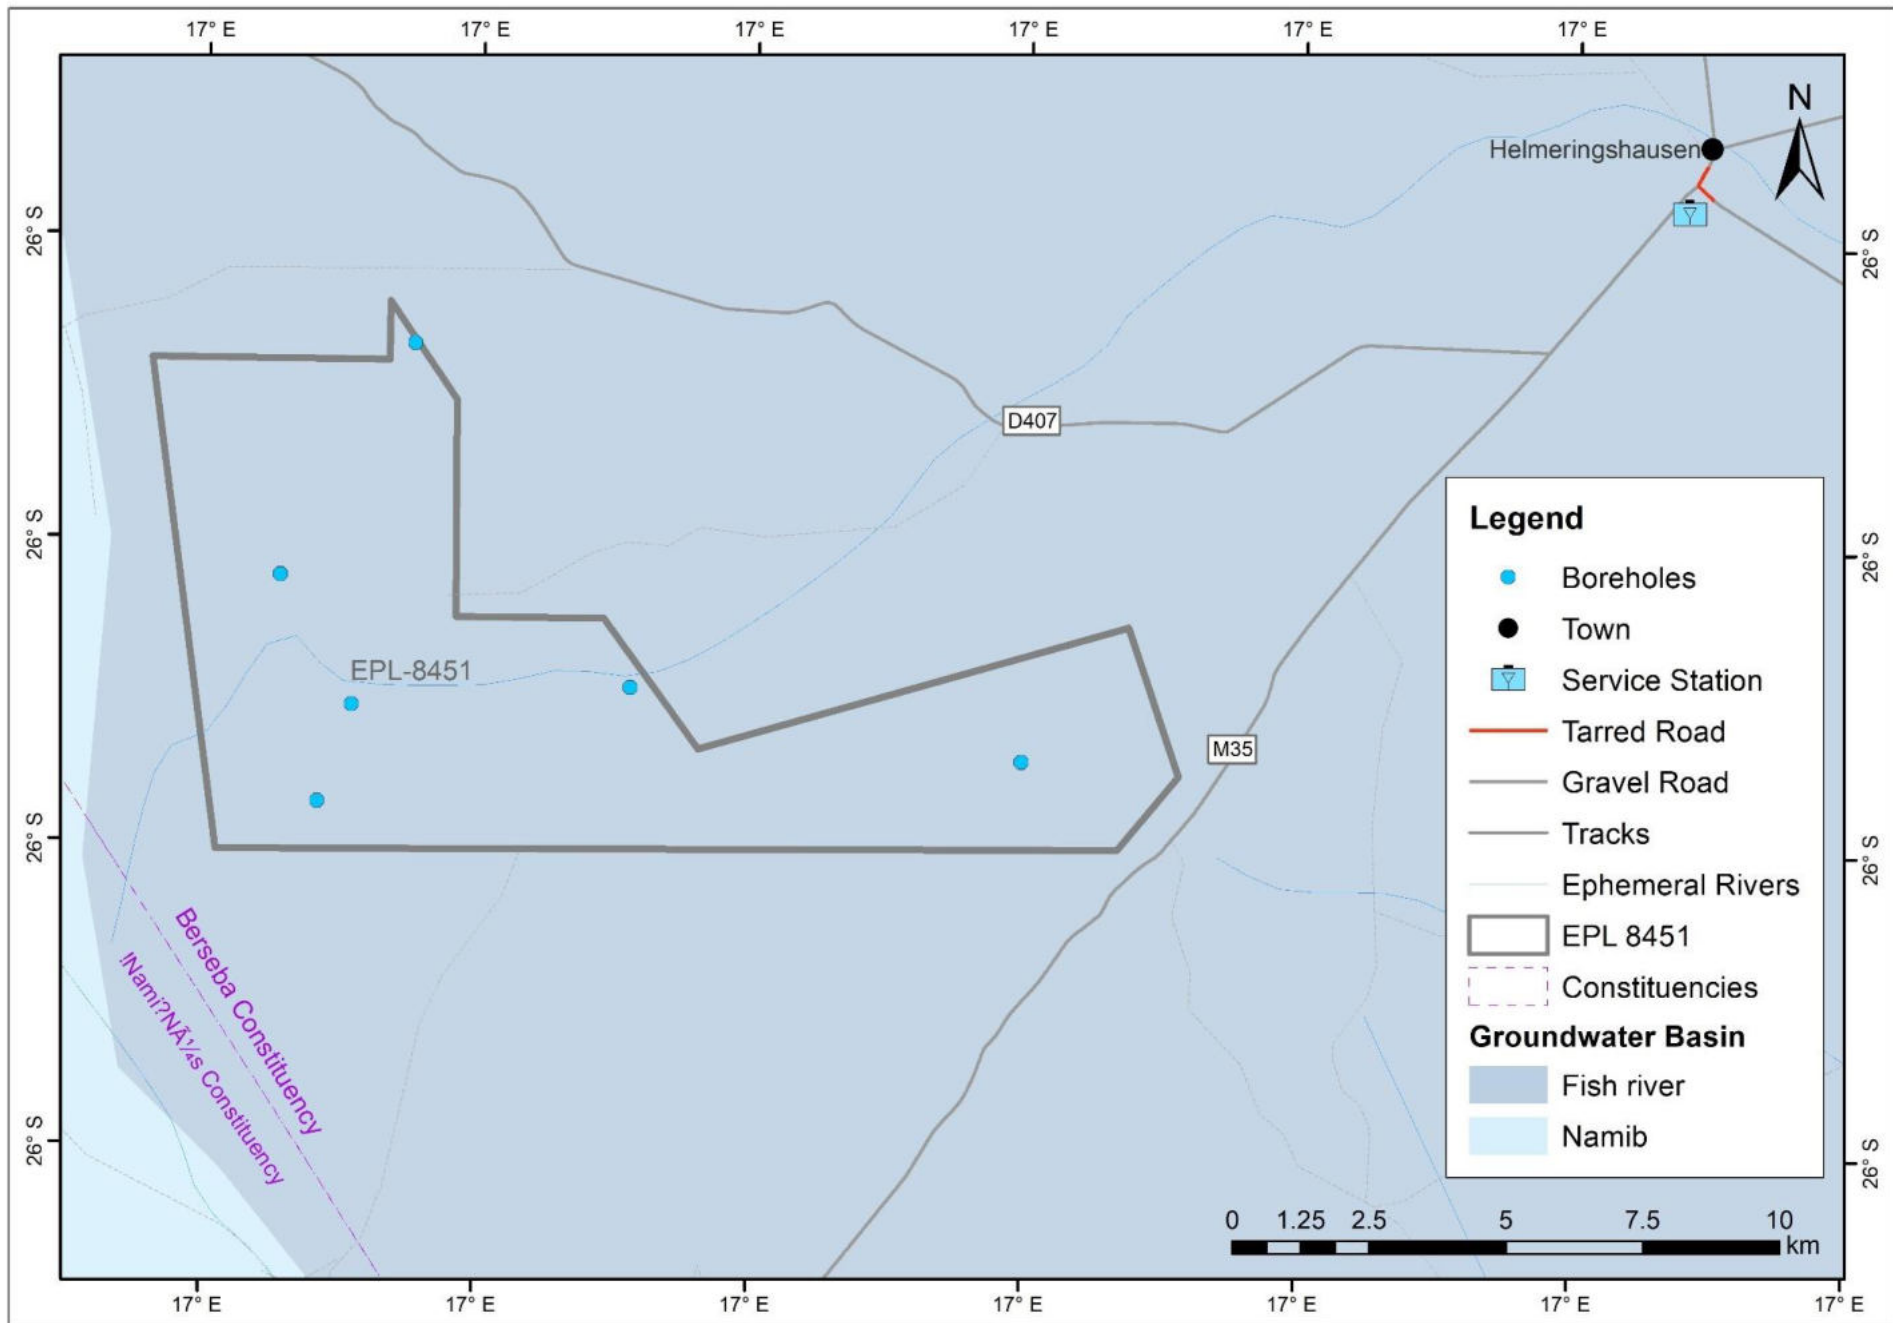 17° E 17° E 17° E 17° E 17° E 17° E
N
Helmeringshausen
26° S
26° S
D407
26° S
26° S
EPL-8451
M35
26° S
26° S
26° S
26° S
Berseba Constituency
!Nami?NÃ¼s Constituency
Legend
Boreholes
Town
Service Station
Tarred Road
Gravel Road
Tracks
Ephemeral Rivers
EPL 8451
Constituencies
Groundwater Basin
Fish river
Namib
0 1.25 2.5 5 7.5 10
km
17° E 17° E 17° E 17° E 17° E 17° E 17° E